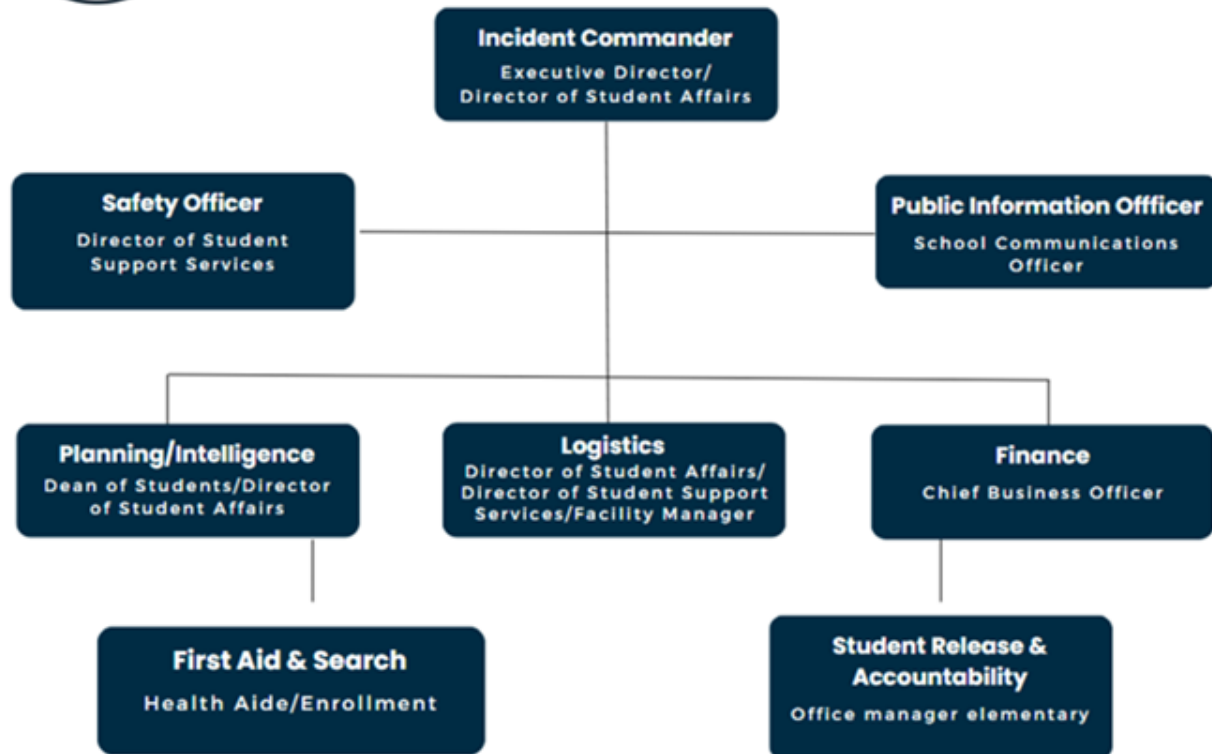 Incident Commander
Executive Director/
Director of Student Affairs
Safety Officer
Director of Student
Support Services
Public Information Offficer
School Communications
Officer
Planning/Intelligence
Dean of Students/Director
of Student Affairs
Logistics
Director of Student Affairs/
Director of Student Support
Services/Facility Manager
Finance
Chief Business Officer
First Aid & Search
Health Aide/Enrollment
Student Release &
Accountability
Office manager elementary